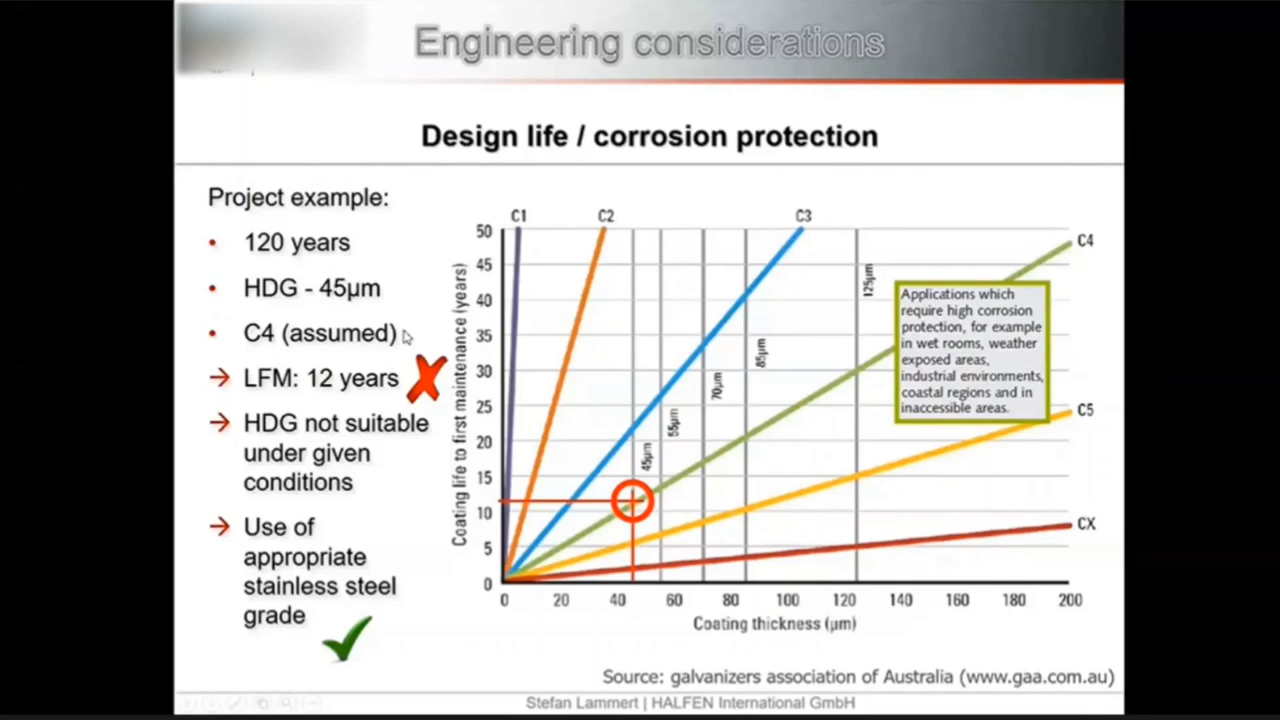 Engineering considerations
Design life / corrosion protection
Project example:
• 120 years
• HDG - 45µm
• C4 (assumed)
→ LFM: 12 years
→ HDG not suitable
under given
conditions
→ Use of
appropriate
stainless steel
grade
C1
C2
C3
C4
C5
CX
Coating life to first maintenance (years)
50
45
40
35
30
25
20
15
10
5
0
45µm
55µm
70µm
85µm
125µm
Applications which
require high corrosion
protection, for example
in wet rooms, weather
exposed areas,
industrial environments,
coastal regions and in
inaccessible areas.
0 20 40 60 80 100 120 140 160 180 200
Coating thickness (µm)
Source: galvanizers association of Australia (www.gaa.com.au)
Stefan Lammert | HALFEN International GmbH